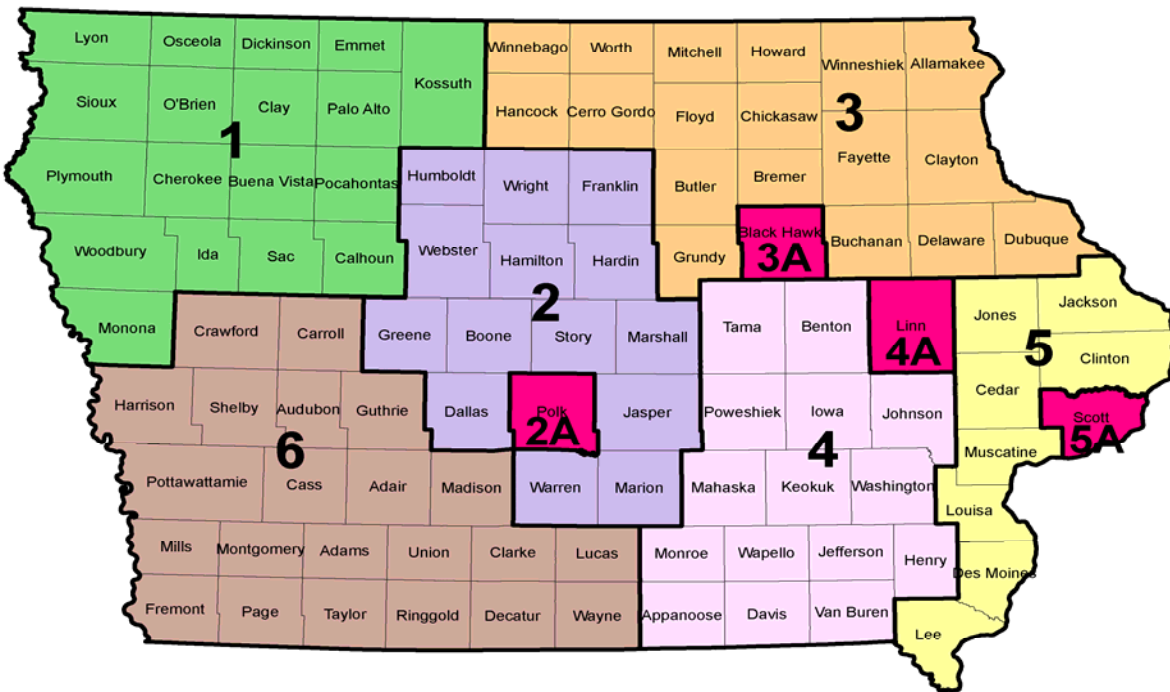 Lyon
Osceola
Dickinson
Emmet
Kossuth
Winnebago
Worth
Mitchell
Howard
Winneshiek
Allamakee
Sioux
O'Brien
Clay
Palo Alto
Hancock
Cerro Gordo
Floyd
Chickasaw
1
3
Plymouth
Cherokee
Buena Vista
Pocahontas
Humboldt
Wright
Franklin
Butler
Bremer
Fayette
Clayton
Woodbury
Ida
Sac
Calhoun
Webster
Hamilton
Hardin
Grundy
Black Hawk
3A
Buchanan
Delaware
Dubuque
2
Monona
Crawford
Carroll
Greene
Boone
Story
Marshall
Tama
Benton
Linn
4A
Jones
Jackson
5
Clinton
Harrison
Shelby
Audubon
Guthrie
Dallas
Polk
2A
Jasper
Poweshiek
Iowa
Johnson
Cedar
Scott
5A
6
4
Muscatine
Pottawattamie
Cass
Adair
Madison
Warren
Marion
Mahaska
Keokuk
Washington
Louisa
Mills
Montgomery
Adams
Union
Clarke
Lucas
Monroe
Wapello
Jefferson
Henry
Des Moines
Fremont
Page
Taylor
Ringgold
Decatur
Wayne
Appanoose
Davis
Van Buren
Lee